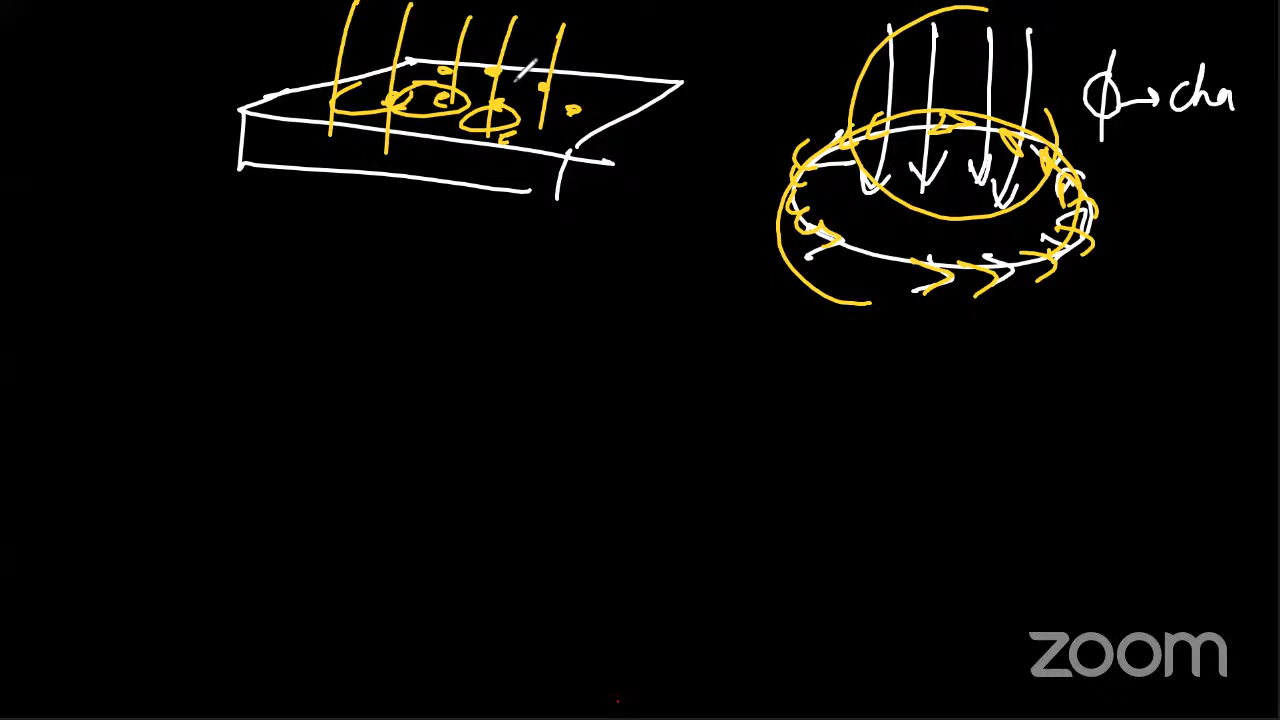 ϕ → cha
zoom